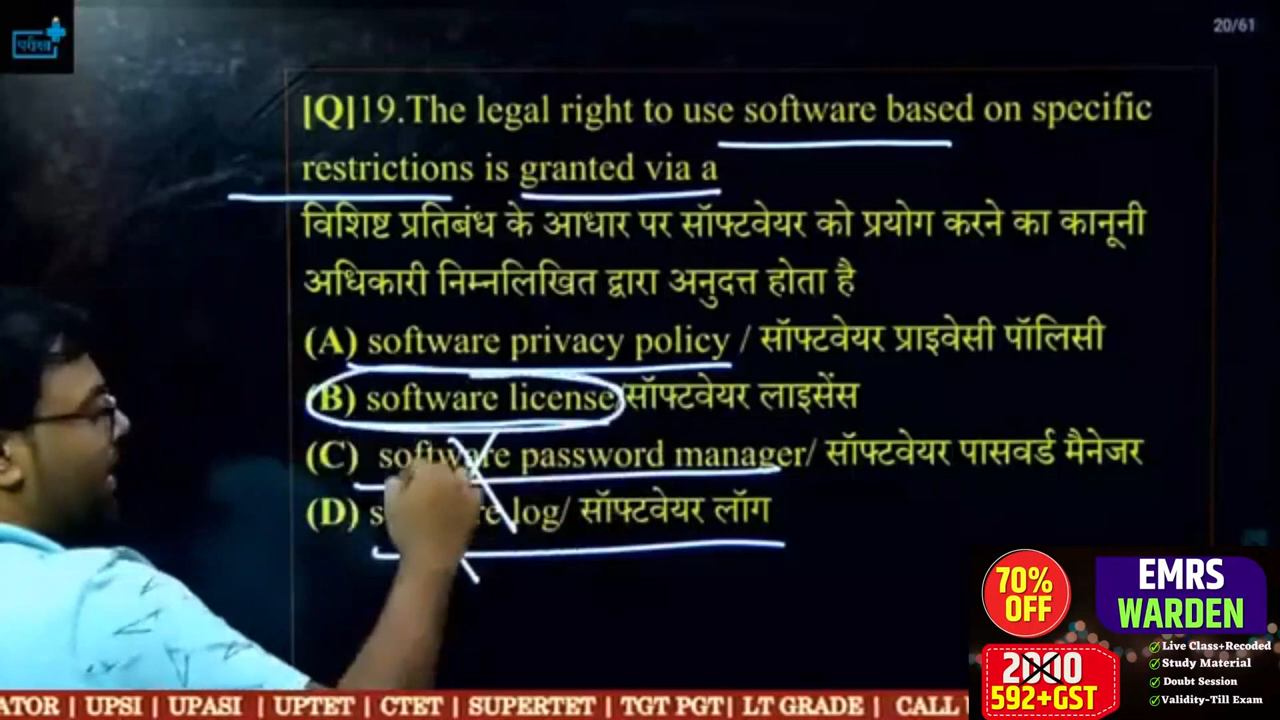 परीक्षा
20/61
[Q]19.The legal right to use software based on specific
restrictions is granted via a
विशिष्ट प्रतिबंध के आधार पर सॉफ्टवेयर को प्रयोग करने का कानूनी
अधिकारी निम्नलिखित द्वारा अनुदत्त होता है
(A) software privacy policy / सॉफ्टवेयर प्राइवेसी पॉलिसी
(B) software license/सॉफ्टवेयर लाइसेंस
(C) software password manager/ सॉफ्टवेयर पासवर्ड मैनेजर
(D) log/ सॉफ्टवेयर लॉग
70%
OFF
EMRS
WARDEN
2000
592+GST
Live Class+Recoded
Study Material
Doubt Session
Validity-Till Exam
ATOR | UPSI | UPASI | UPTET | CTET | SUPERTET | TGT PGT| LT GRADE | CALL